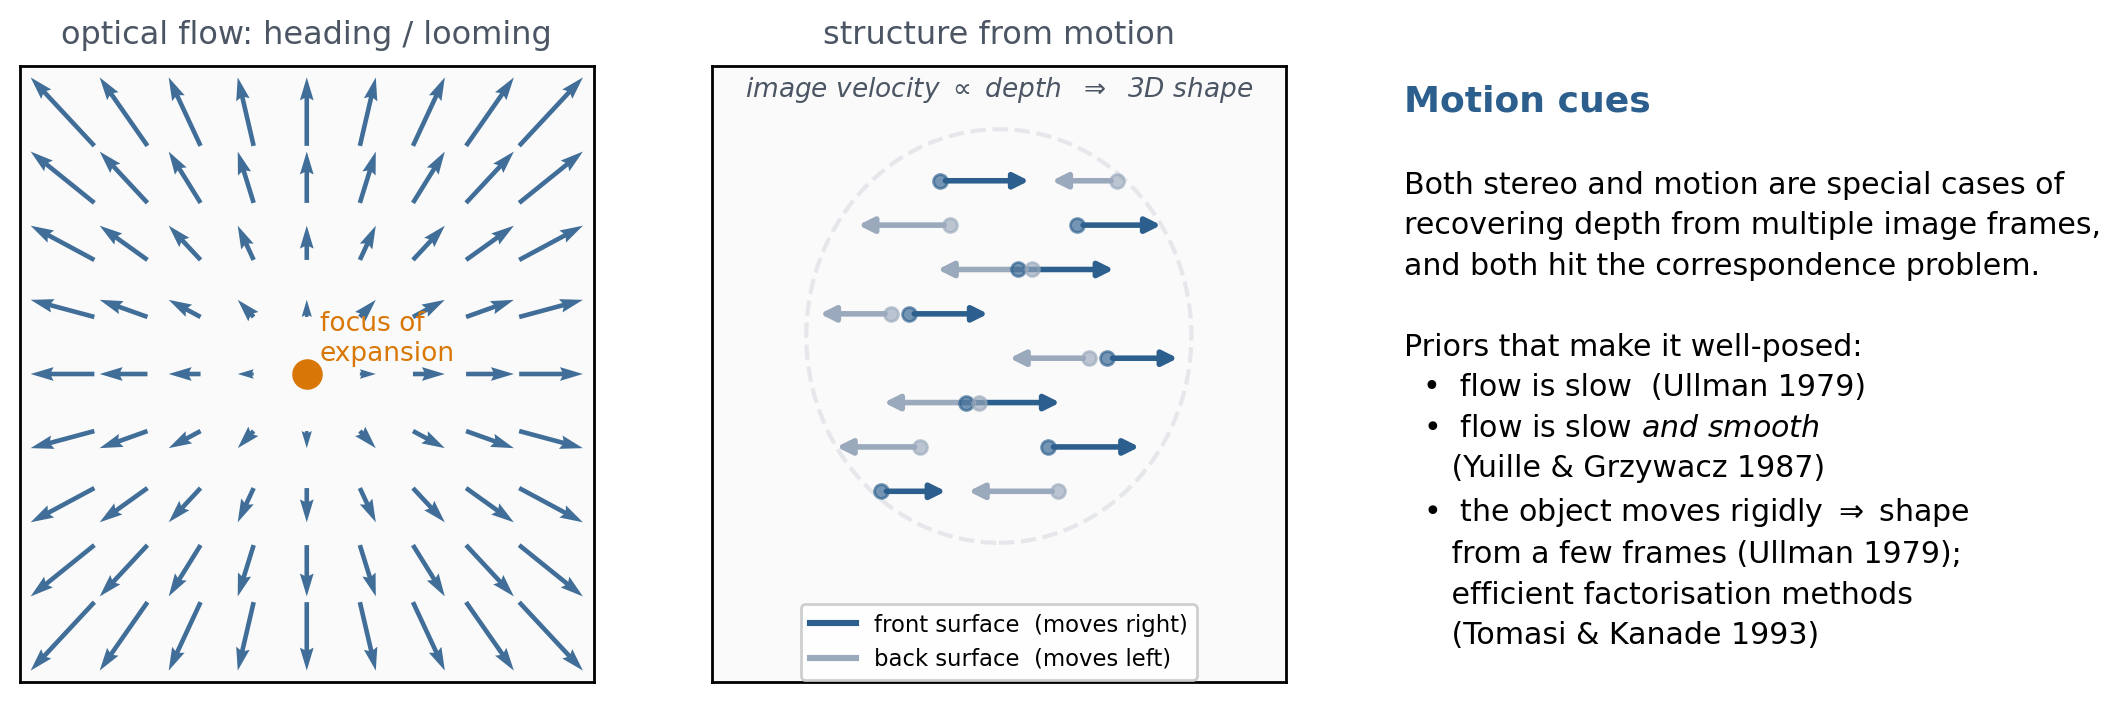 optical flow: heading / looming
focus of
expansion
structure from motion
image velocity ∝ depth ⇒ 3D shape
front surface (moves right)
back surface (moves left)
Motion cues
Both stereo and motion are special cases of
recovering depth from multiple image frames,
and both hit the correspondence problem.
Priors that make it well-posed:
• flow is slow (Ullman 1979)
• flow is slow and smooth
(Yuille & Grzywacz 1987)
• the object moves rigidly ⇒ shape
from a few frames (Ullman 1979);
efficient factorisation methods
(Tomasi & Kanade 1993)